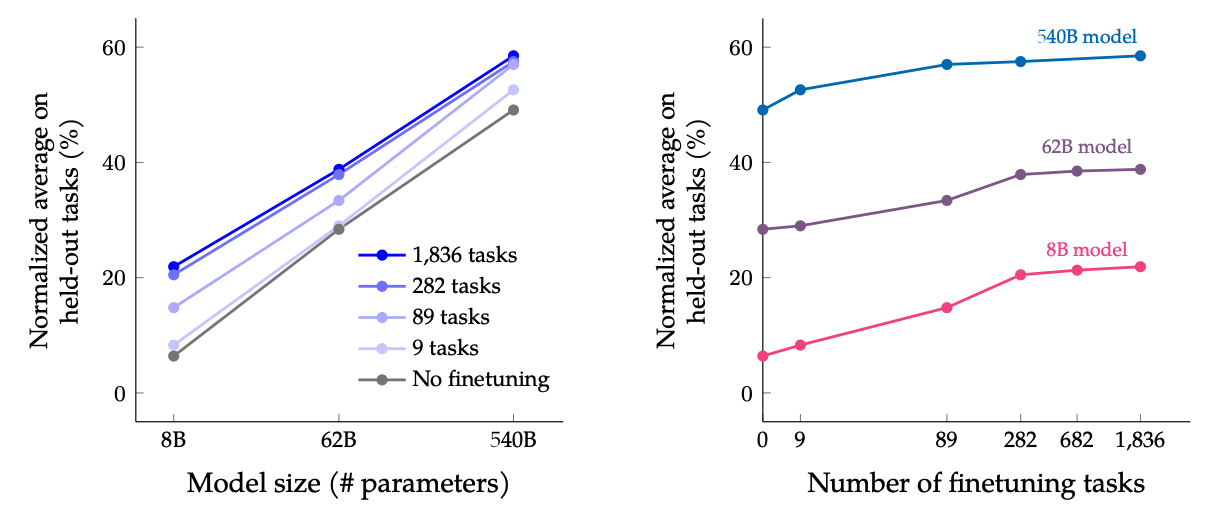 Normalized average on
held-out tasks (%)
60
40
20
0
1,836 tasks
282 tasks
89 tasks
9 tasks
No finetuning
8B
62B
540B
Model size (# parameters)
Normalized average on
held-out tasks (%)
60
40
20
0
540B model
62B model
8B model
0
9
89
282
682
1,836
Number of finetuning tasks